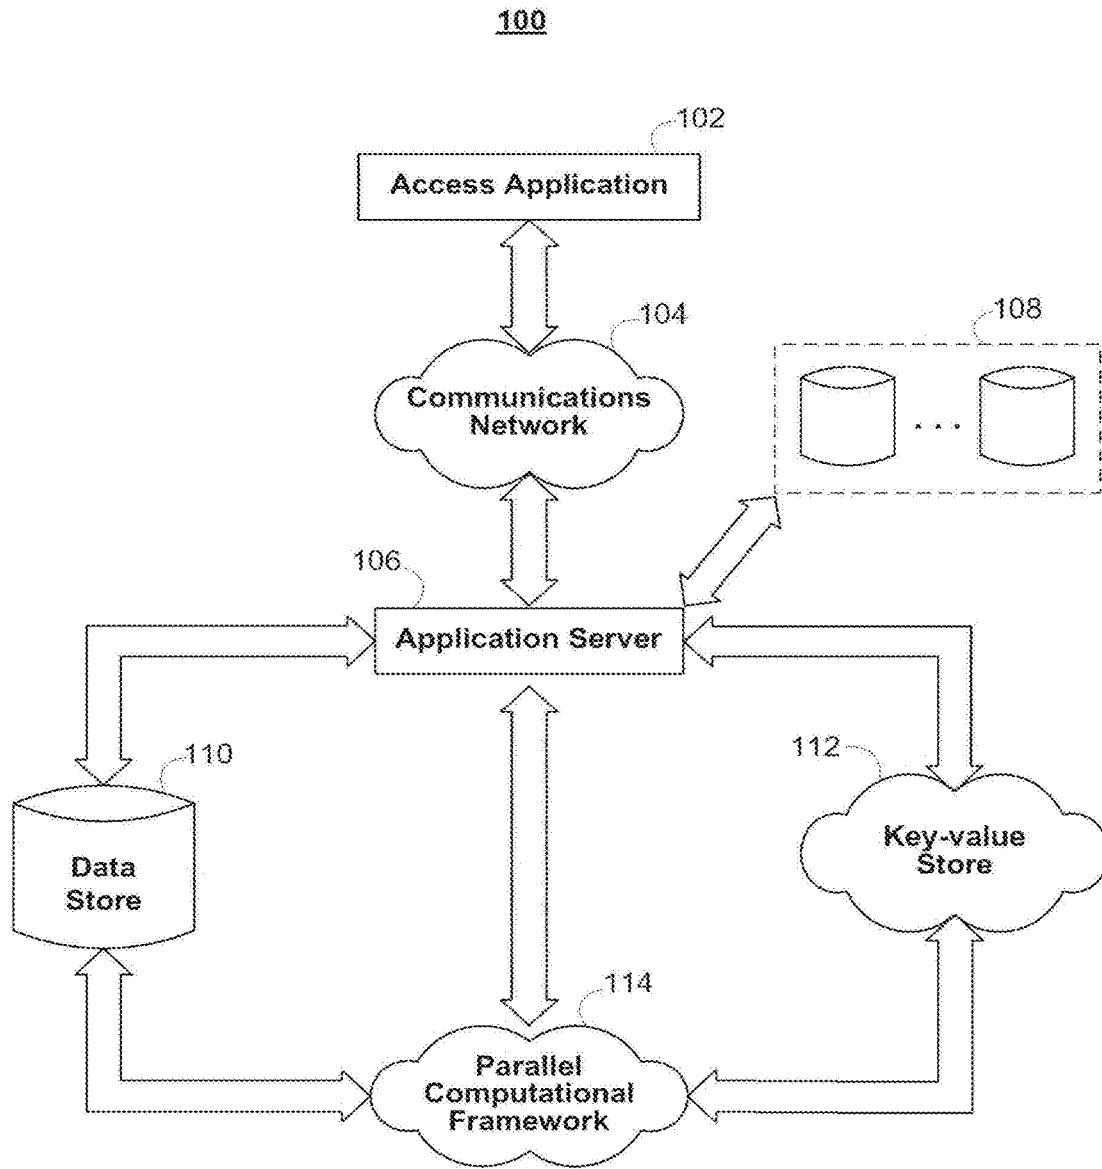 100
102
Access Application
104
Communications
Network
108
. . .
106
Application Server
110
Data
Store
112
Key-value
Store
114
Parallel
Computational
Framework